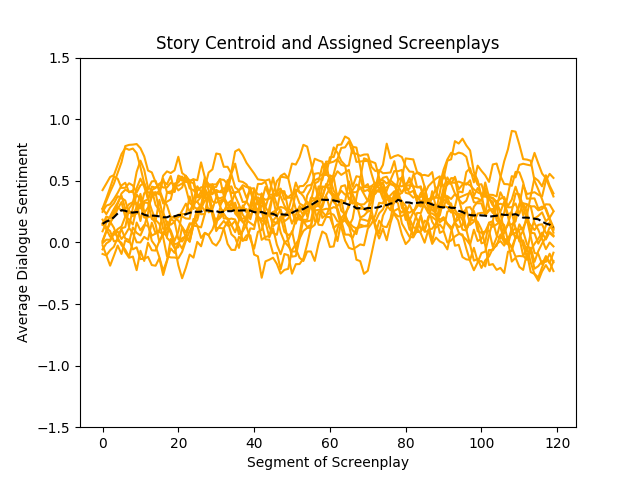 Story Centroid and Assigned Screenplays
1.5
1.0
0.5
0.0
−0.5
−1.0
−1.5
Average Dialogue Sentiment
0 20 40 60 80 100 120
Segment of Screenplay